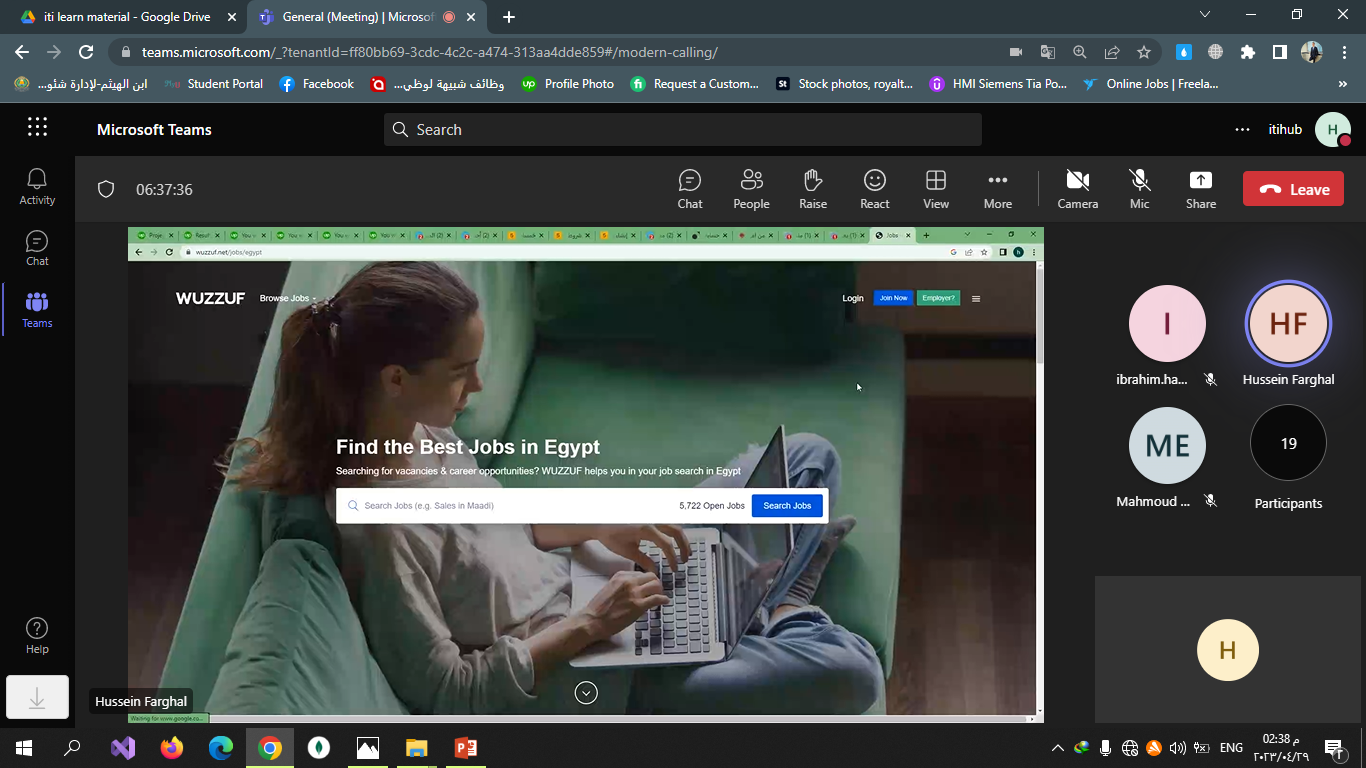 iti learn material - Google Drive
General (Meeting) | Microsof
teams.microsoft.com/_?tenantId=ff80bb69-3cdc-4c2c-a474-313aa4dde859#/modern-calling/
ابن الهيثم-لإدارة شئو...
Student Portal
Facebook
وظائف شبيهة لوظي...
up
Profile Photo
Request a Custom...
St
Stock photos, royalt...
HMI Siemens Tia Po...
Online Jobs | Freela...
Microsoft Teams
Search
itihub
H
Activity
Chat
Teams
Help
06:37:36
Chat
People
Raise
React
View
More
Camera
Mic
Share
Leave
wuzzuf.net/jobs/egypt
WUZZUF
Browse Jobs
Login
Join Now
Employer?
Find the Best Jobs in Egypt
Searching for vacancies & career opportunities? WUZZUF helps you in your job search in Egypt
Search Jobs (e.g. Sales in Maadi)
5,722 Open Jobs
Search Jobs
Waiting for www.google.co...
Hussein Farghal
I
ibrahim.ha...
HF
Hussein Farghal
ME
Mahmoud ...
19
Participants
H
ENG
02:38 م
٢٠٢٣/٠٤/٢٩